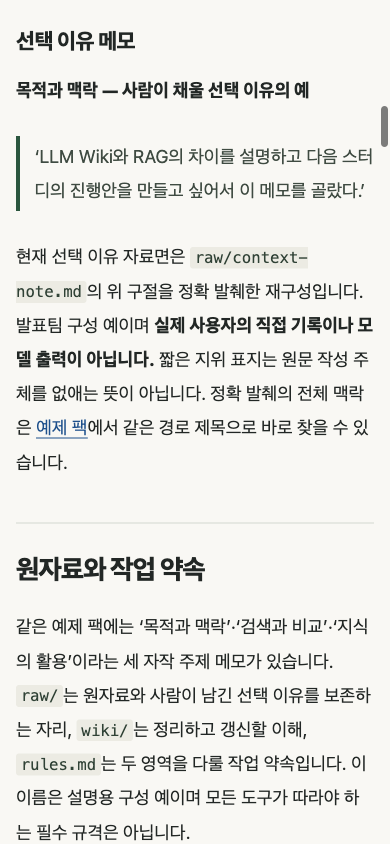 선택 이유 메모
목적과 맥락 — 사람이 채울 선택 이유의 예
‘LLM Wiki와 RAG의 차이를 설명하고 다음 스터
디의 진행안을 만들고 싶어서 이 메모를 골랐다.’
현재 선택 이유 자료면은 raw/context-
note.md 의 위 구절을 정확 발췌한 재구성입니다.
발표팀 구성 예이며 실제 사용자의 직접 기록이나 모
델 출력이 아닙니다. 짧은 지위 표지는 원문 작성 주
체를 없애는 뜻이 아닙니다. 정확 발췌의 전체 맥락
은 예제 팩에서 같은 경로 제목으로 바로 찾을 수 있
습니다.
원자료와 작업 약속
같은 예제 팩에는 ‘목적과 맥락’·‘검색과 비교’·‘지식
의 활용’이라는 세 자작 주제 메모가 있습니다.
raw/ 는 원자료와 사람이 남긴 선택 이유를 보존하
는 자리, wiki/ 는 정리하고 갱신할 이해,
rules.md 는 두 영역을 다룰 작업 약속입니다. 이
이름은 설명용 구성 예이며 모든 도구가 따라야 하
는 필수 규격은 아닙니다.